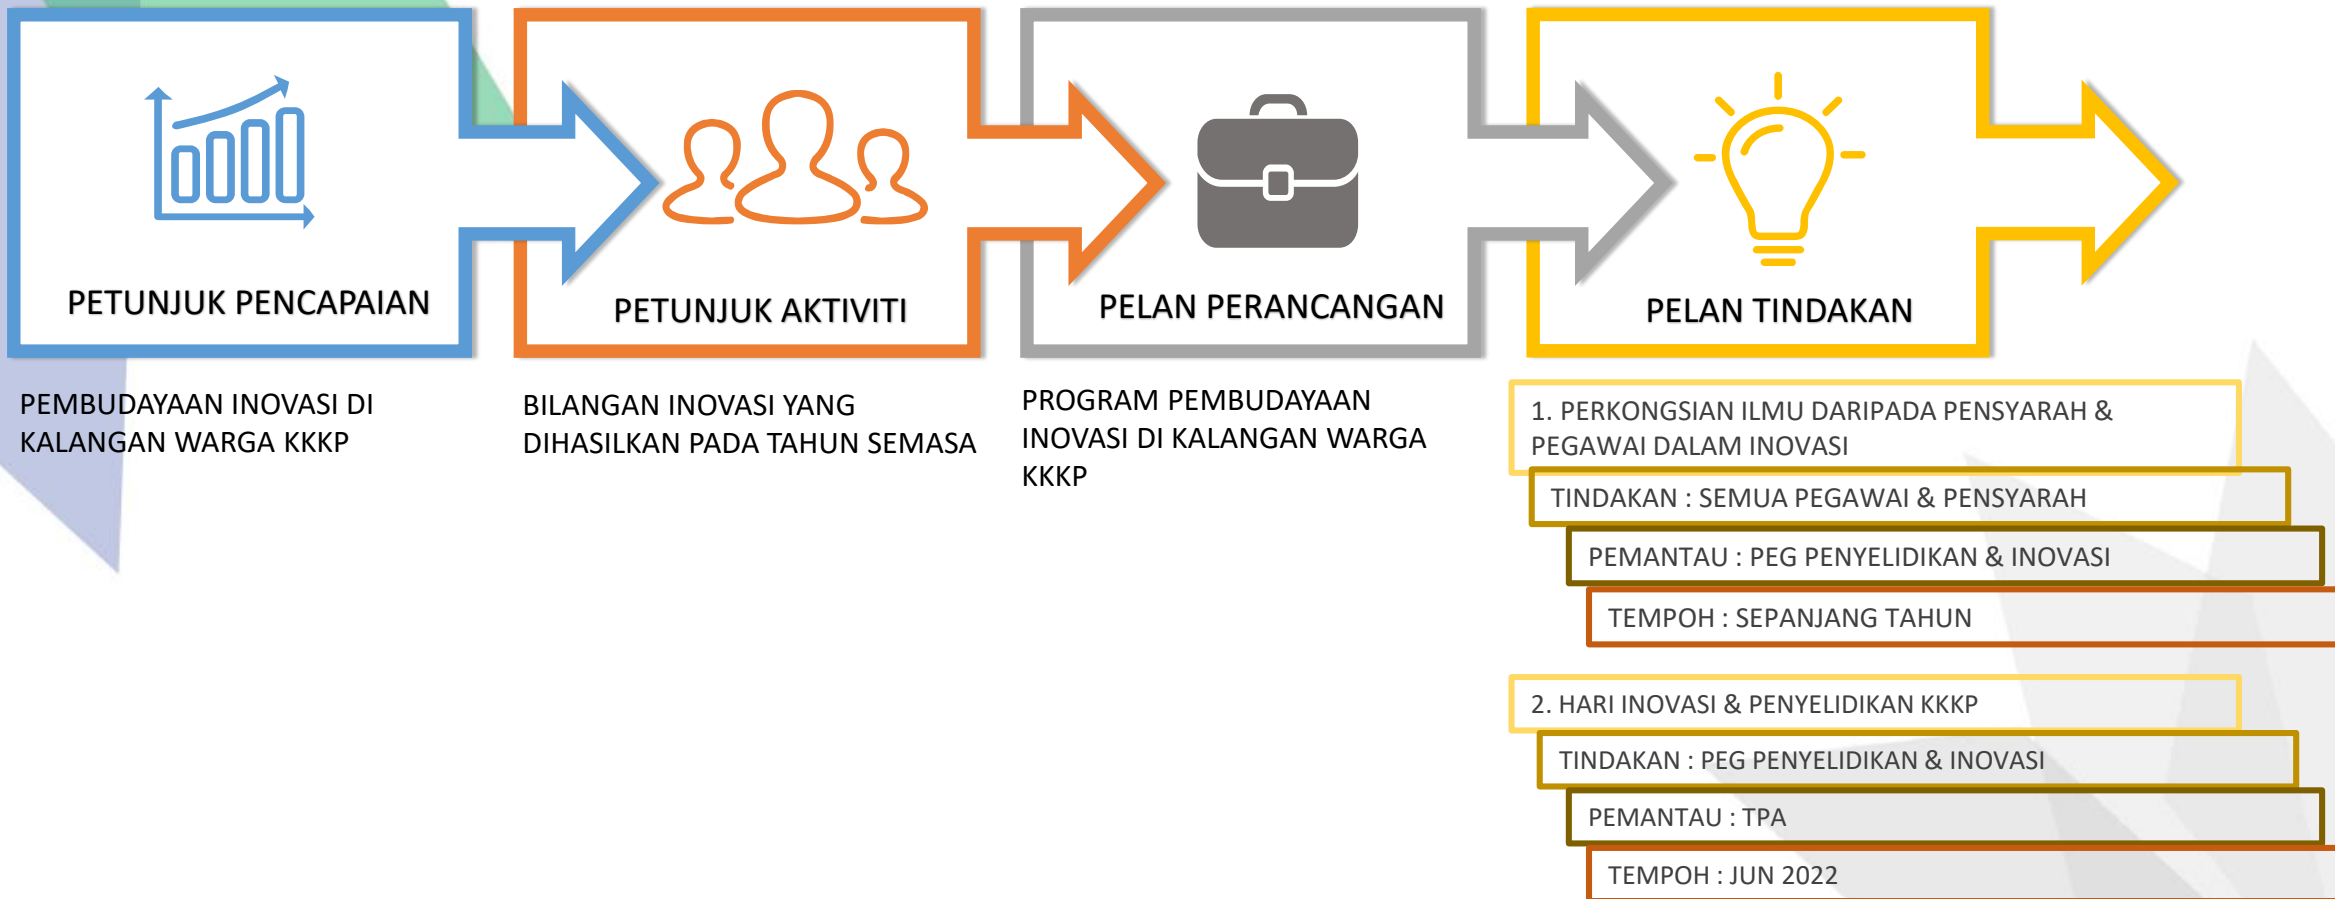 PETUNJUK PENCAPAIAN
PETUNJUK AKTIVITI
PELAN PERANCANGAN
PELAN TINDAKAN
PEMBUDAYAAN INOVASI DI
KALANGAN WARGA KKKP
BILANGAN INOVASI YANG
DIHASILKAN PADA TAHUN SEMASA
PROGRAM PEMBUDAYAAN
INOVASI DI KALANGAN WARGA
KKKP
1. PERKONGSIAN ILMU DARIPADA PENSYARAH &
PEGAWAI DALAM INOVASI
TINDAKAN : SEMUA PEGAWAI & PENSYARAH
PEMANTAU : PEG PENYELIDIKAN & INOVASI
TEMPOH : SEPANJANG TAHUN
2. HARI INOVASI & PENYELIDIKAN KKKP
TINDAKAN : PEG PENYELIDIKAN & INOVASI
PEMANTAU : TPA
TEMPOH : JUN 2022